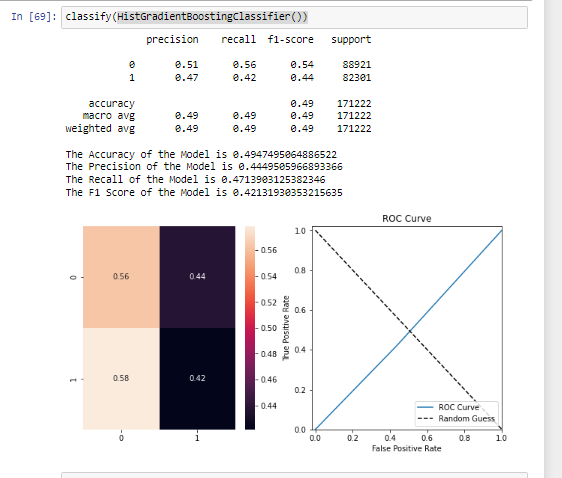 In [69]: classify(HistGradientBoostingClassifier())
precision recall f1-score support
0 0.51 0.56 0.54 88921
1 0.47 0.42 0.44 82301
accuracy 0.49 171222
macro avg 0.49 0.49 0.49 171222
weighted avg 0.49 0.49 0.49 171222
The Accuracy of the Model is 0.4947495064886522
The Precision of the Model is 0.4449505966893366
The Recall of the Model is 0.4713903125382346
The F1 Score of the Model is 0.42131930353215635
0
1
0.56 0.44
0.58 0.42
0 1
0.56
0.54
0.52
0.50
0.48
0.46
0.44
ROC Curve
True Positive Rate
1.0
0.8
0.6
0.4
0.2
0.0
ROC Curve
Random Guess
0.0 0.2 0.4 0.6 0.8 1.0
False Positive Rate